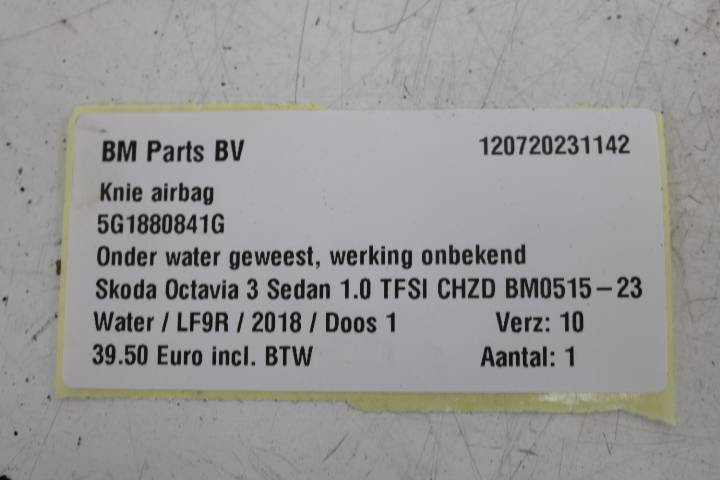 BM Parts BV 120720231142
Knie airbag
5G1880841G
Onder water geweest, werking onbekend
Skoda Octavia 3 Sedan 1.0 TFSI CHZD BM0515-23
Water / LF9R / 2018 / Doos 1 Verz: 10
39.50 Euro incl. BTW Aantal: 1